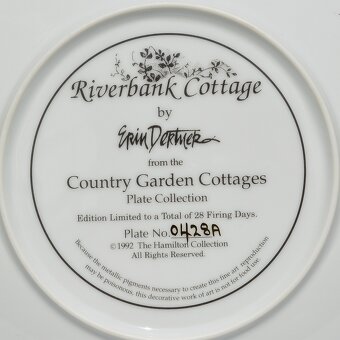 Riverbank Cottage
by
Erin Dertner
from the
Country Garden Cottages
Plate Collection
Edition Limited to a Total of 28 Firing Days.
Plate No. 0428A
©1992 The Hamilton Collection
All Rights Reserved.
Because the metallic pigments necessary to create this fine art reproduction
may be poisonous, this decorative work of art is not for food use.